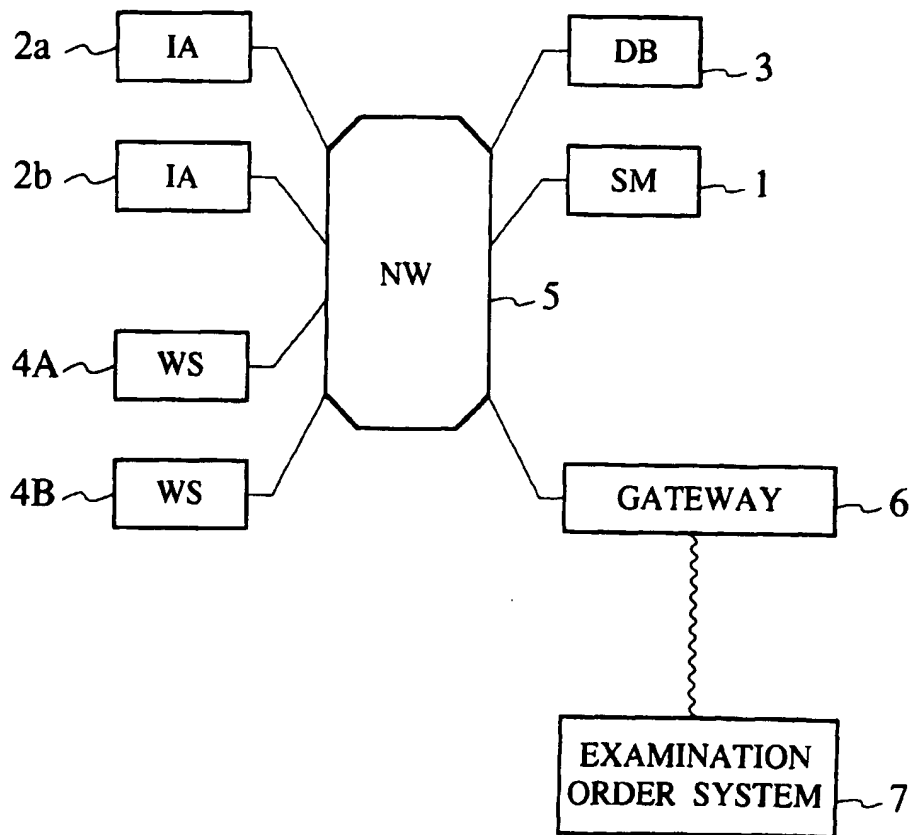 2a IA
DB 3
2b IA
SM 1
NW 5
4A WS
4B WS
GATEWAY 6
EXAMINATION
ORDER SYSTEM 7